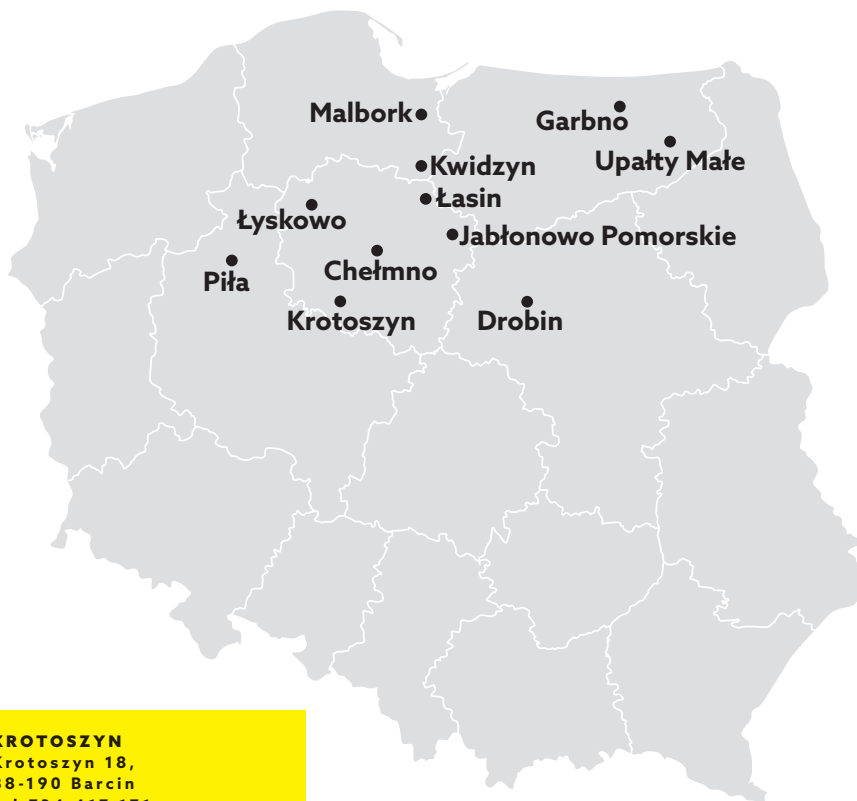 Malbork
Garbno
Upałty Małe
Kwidzyn
Łasin
Łyskowo
Jabłonowo Pomorskie
Chełmno
Piła
Krotoszyn
Drobin
KROTOSZYN
Krotoszyn 18,
88-190 Barcin